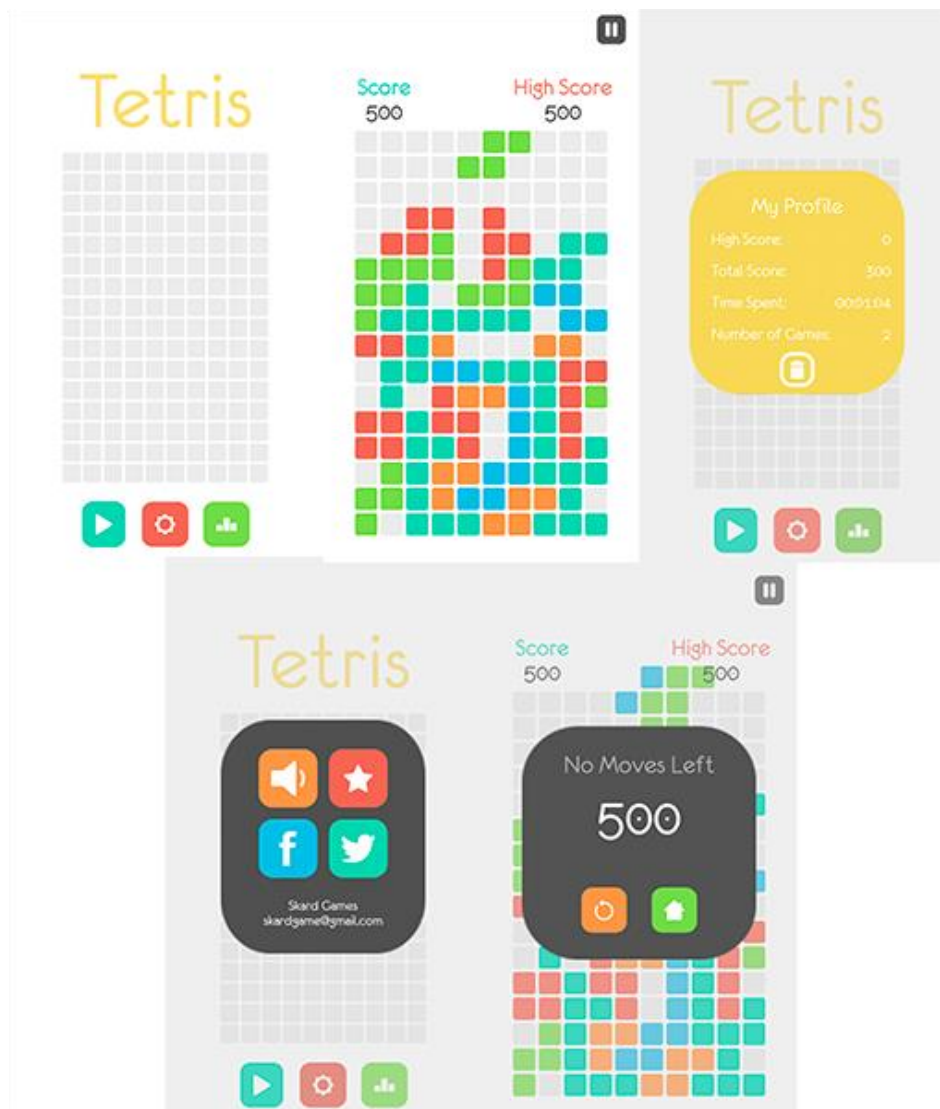 Tetris
Score High Score
500 500
Tetris
My Profile
High Score: 0
Total Score: 300
Time Spent: 00:01:04
Number of Games: 2
Tetris
Skard Games
skardgame@gmail.com
Score High Score
500 500
No Moves Left
500